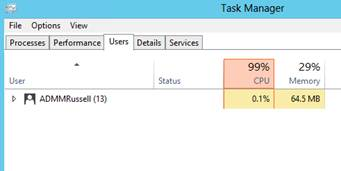 Task Manager
File Options View
Processes Performance Users Details Services
99% 29%
User Status CPU Memory
ADMMRussell (13) 0.1% 64.5 MB